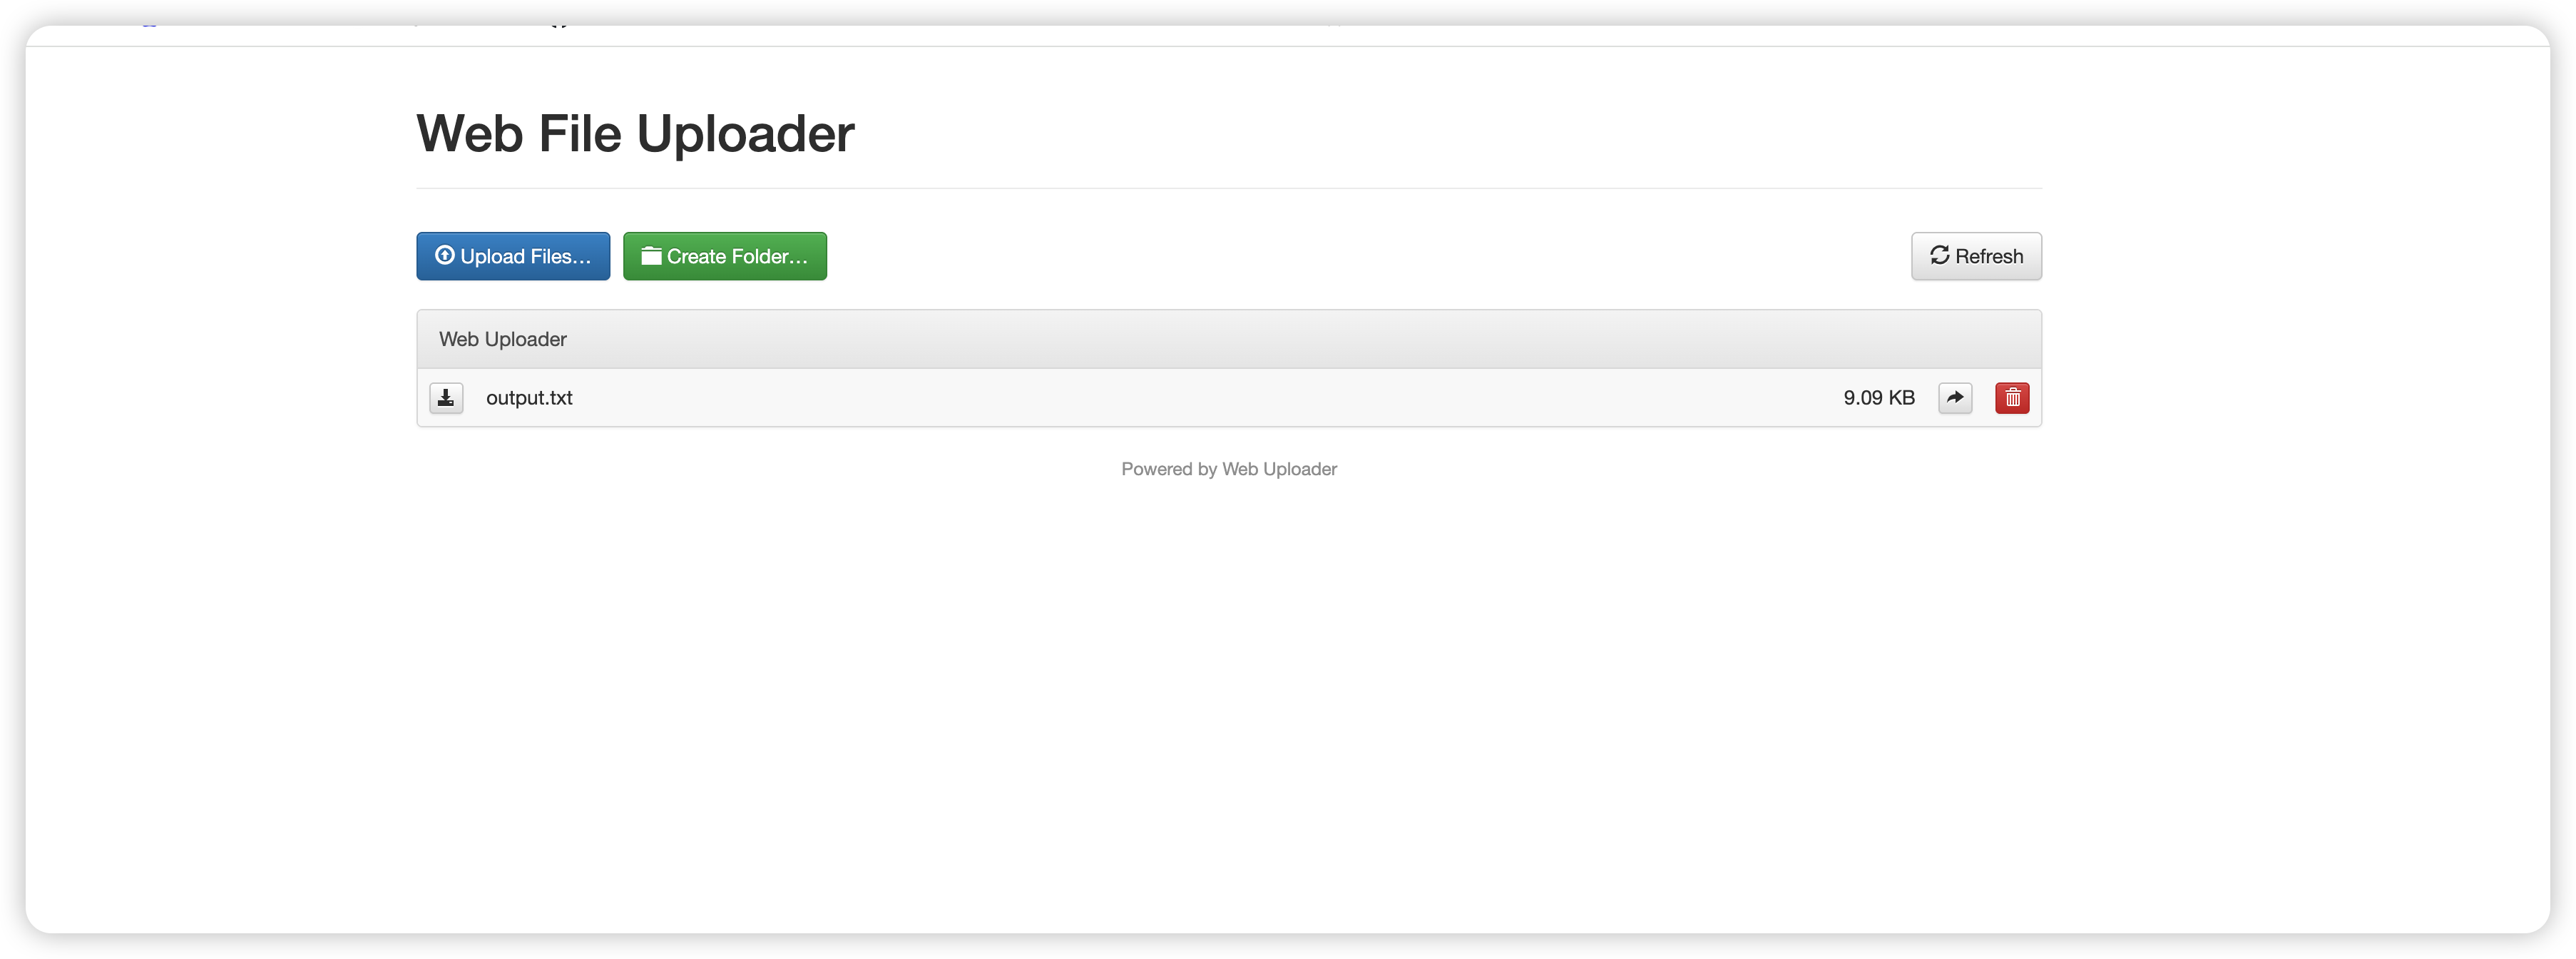 Web File Uploader
Upload Files...
Create Folder...
Refresh
Web Uploader
output.txt
9.09 KB
Powered by Web Uploader